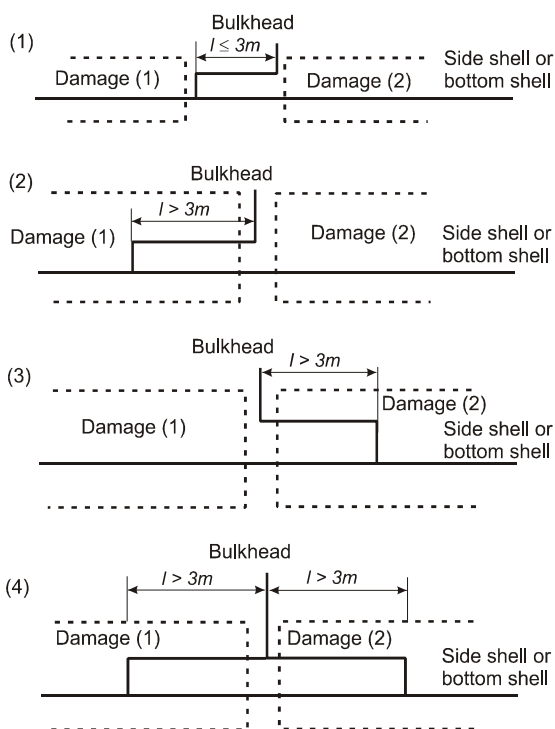 (1)
Bulkhead
l ≤ 3m
Damage (1)
Damage (2)
Side shell or
bottom shell
(2)
Bulkhead
l > 3m
Damage (1)
Damage (2)
Side shell or
bottom shell
(3)
Bulkhead
l > 3m
Damage (1)
Damage (2)
Side shell or
bottom shell
(4)
Bulkhead
l > 3m
l > 3m
Damage (1)
Damage (2)
Side shell or
bottom shell